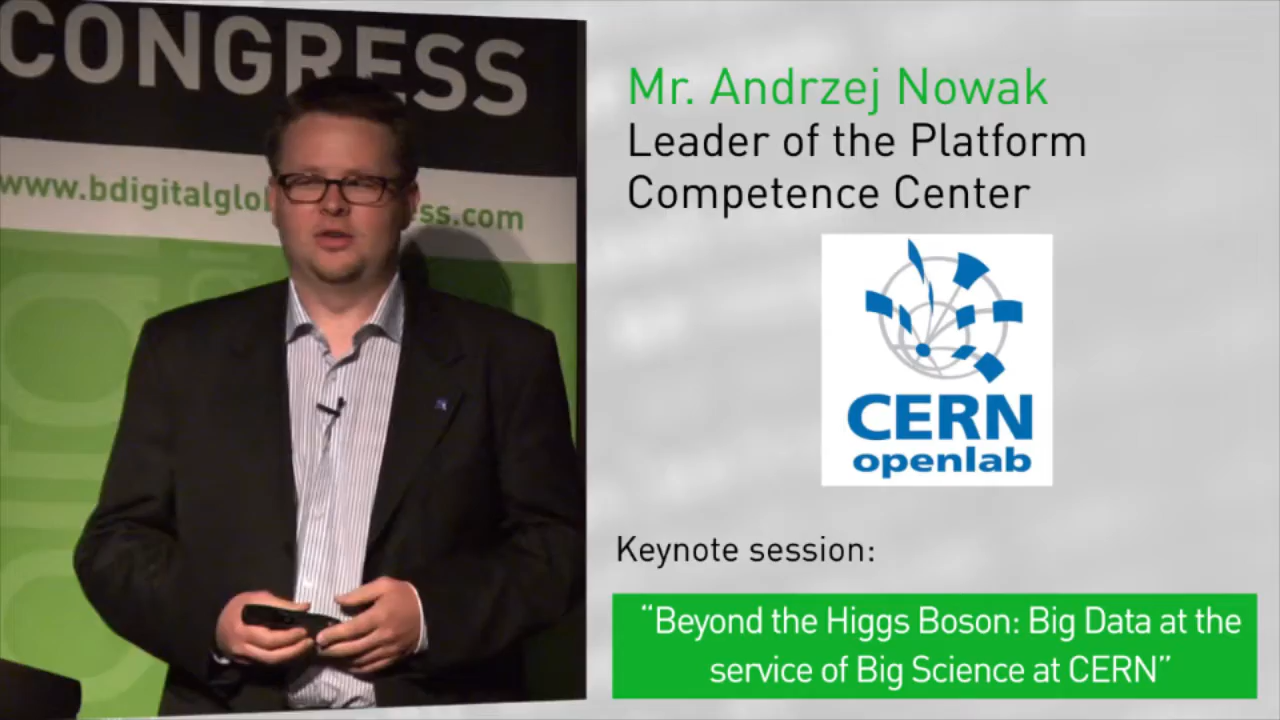 CONGRESS
www.bdigitalglo ss.com
Mr. Andrzej Nowak
Leader of the Platform
Competence Center
CERN
openlab
Keynote session:
“Beyond the Higgs Boson: Big Data at the
service of Big Science at CERN”